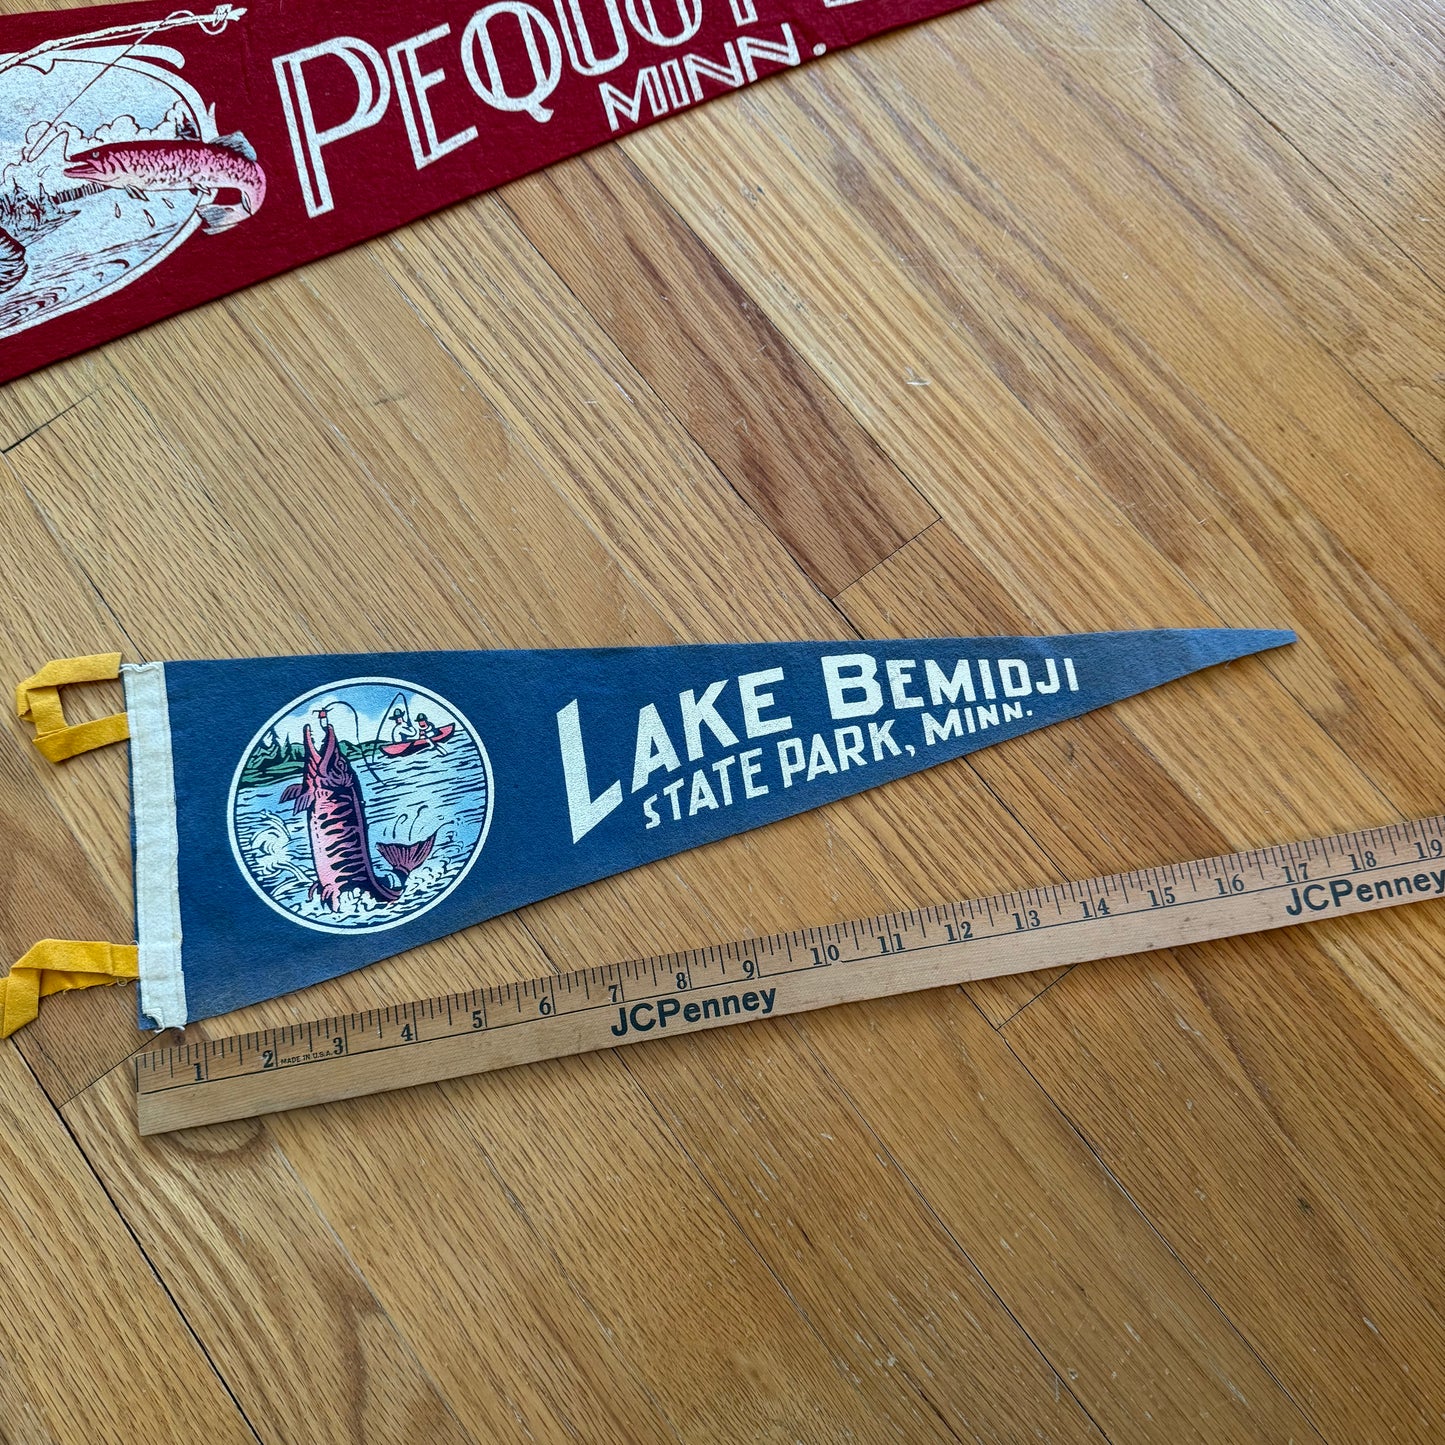 PEQUOT
MINN.
LAKE BEMIDJI
STATE PARK, MINN.
1 2 3 4 5 6 7 8 9 10 11 12 13 14 15 16 17 18 19
MADE IN U.S.A.
JCPenney JCPenney